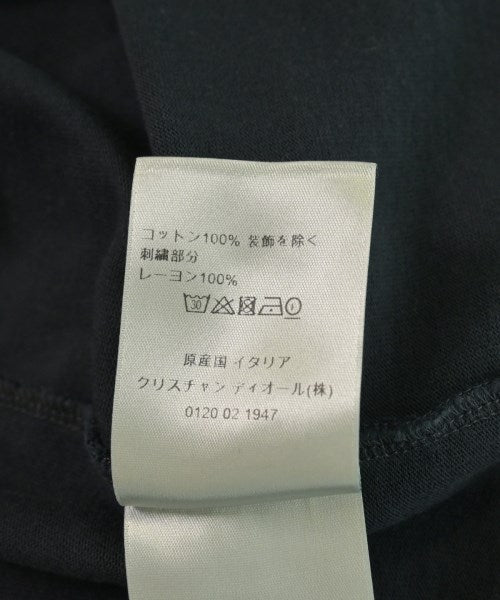 コットン100% 装飾を除く
刺繍部分
レーヨン100%
30
原産国 イタリア
クリスチャン ディオール(株)
0120 02 1947